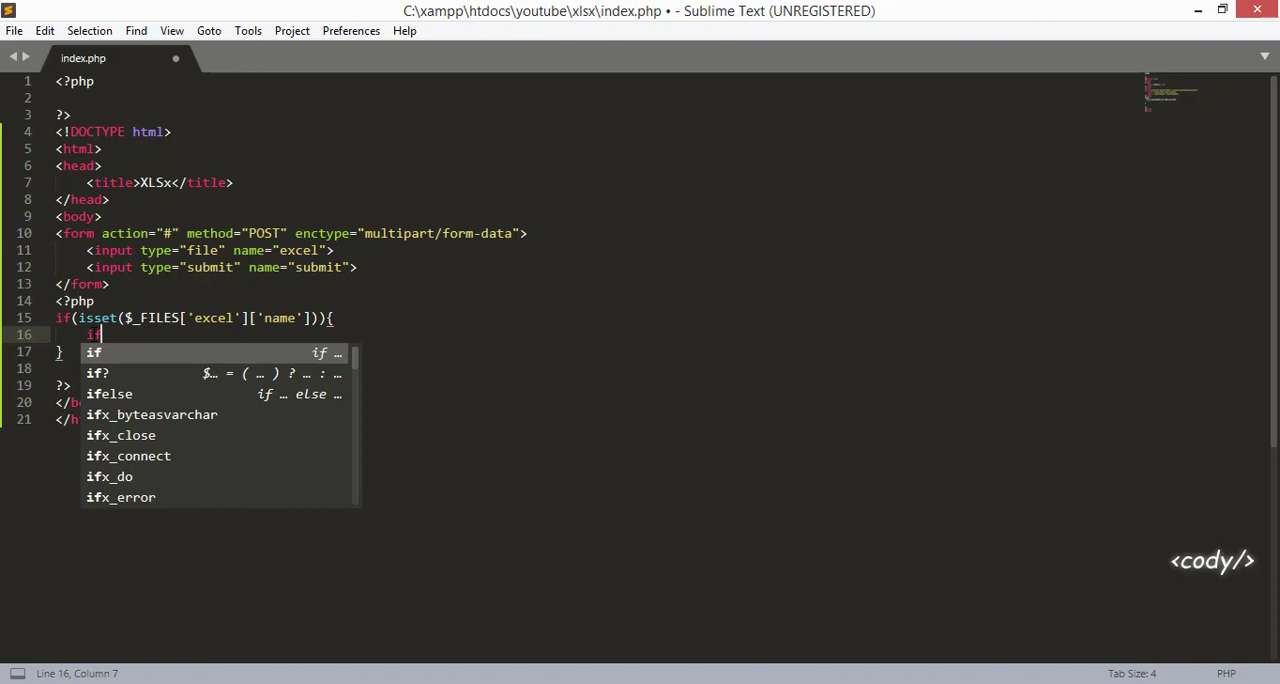 C:\xampp\htdocs\youtube\xlsx\index.php • - Sublime Text (UNREGISTERED)
File Edit Selection Find View Goto Tools Project Preferences Help
index.php
1 <?php
2
3 ?>
4 <!DOCTYPE html>
5 <html>
6 <head>
7 <title>XLSx</title>
8 </head>
9 <body>
10 <form action="#" method="POST" enctype="multipart/form-data">
11 <input type="file" name="excel">
12 <input type="submit" name="submit">
13 </form>
14 <?php
15 if(isset($_FILES['excel']['name'])){
16 if
17 }
if if …
18
if? $… = ( … ) ? … : …
19 ?>
ifelse if … else …
20 </bo
ifx_byteasvarchar
21 </h
ifx_close
ifx_connect
ifx_do
ifx_error
<cody/>
Line 16, Column 7 Tab Size: 4 PHP